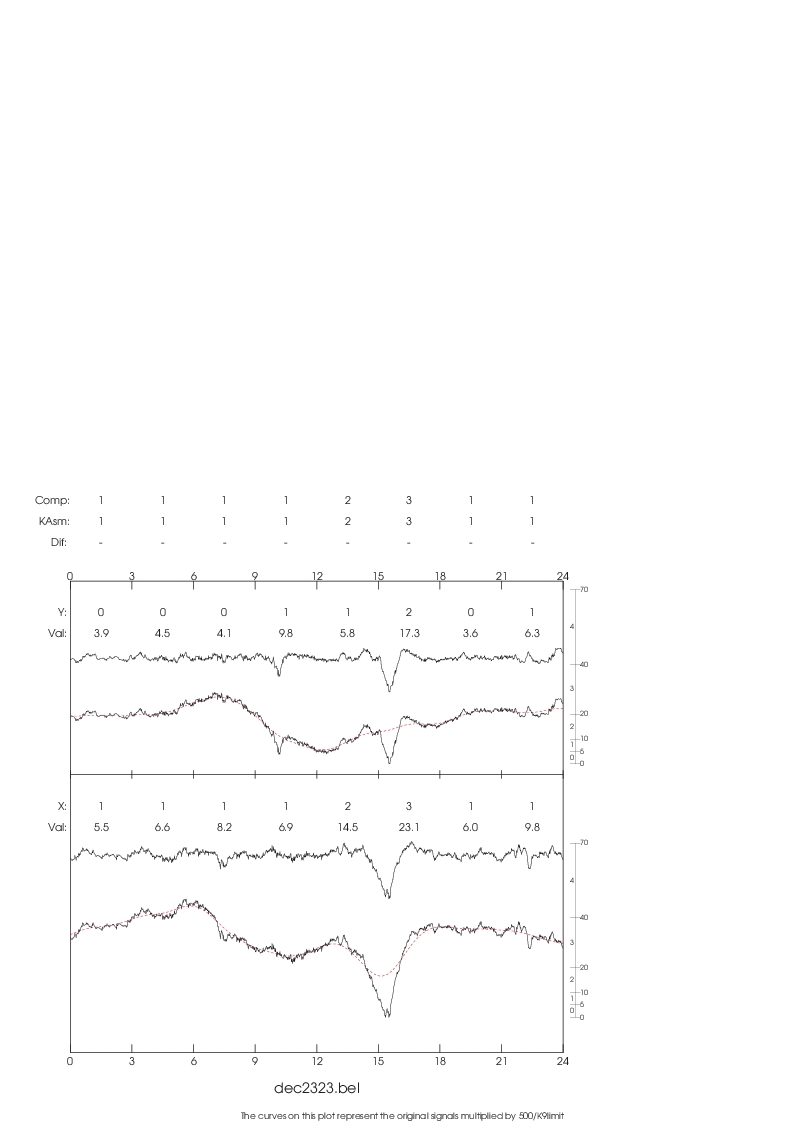 Comp: 1 1 1 1 2 3 1 1
KAsm: 1 1 1 1 2 3 1 1
Dif: - - - - - - - -
0 3 6 9 12 15 18 21 24
70
Y: 0 0 0 1 1 2 0 1
4
Val: 3.9 4.5 4.1 9.8 5.8 17.3 3.6 6.3
40
3
20
2
10
1
5
0
0
X: 1 1 1 1 2 3 1 1
Val: 5.5 6.6 8.2 6.9 14.5 23.1 6.0 9.8
70
4
40
3
20
2
10
1
5
0
0
0 3 6 9 12 15 18 21 24
dec2323.bel
The curves on this plot represent the original signals multiplied by 500/K9limit